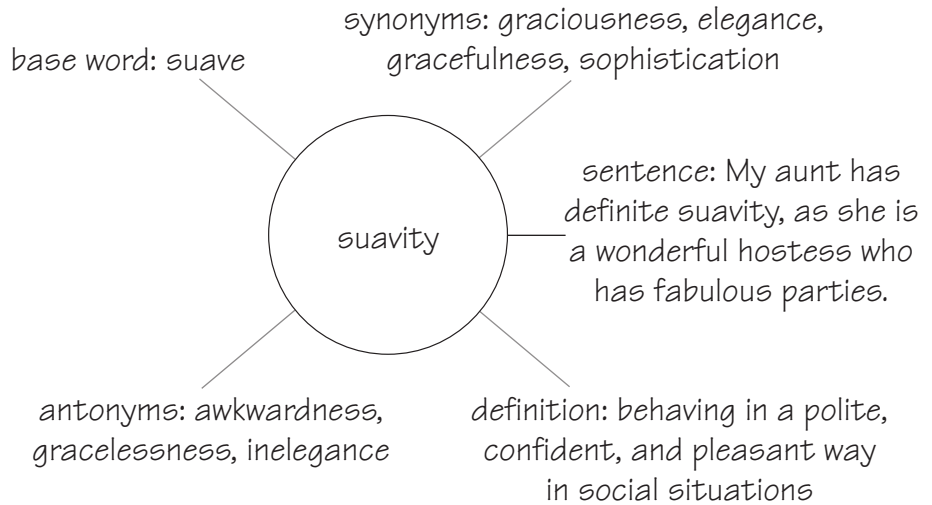 synonyms: graciousness, elegance,
gracefulness, sophistication
base word: suave
sentence: My aunt has
definite suavity, as she is
a wonderful hostess who
has fabulous parties.
suavity
antonyms: awkwardness,
gracelessness, inelegance
definition: behaving in a polite,
confident, and pleasant way
in social situations